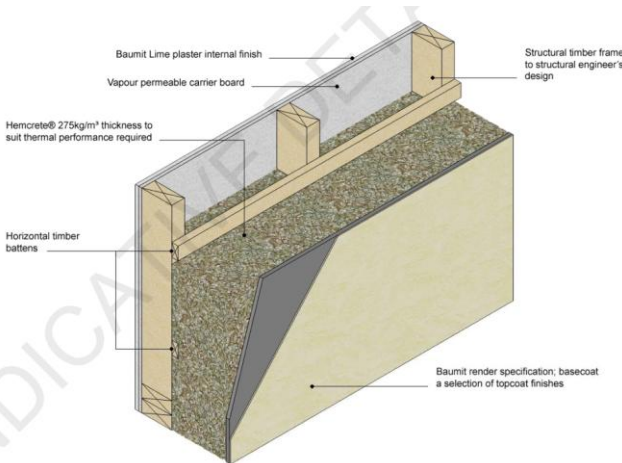 Baumit Lime plaster internal finish
Vapour permeable carrier board
Structural timber frame
to structural engineer's
design
Hemcrete® 275kg/m³ thickness to
suit thermal performance required
Horizontal timber
battens
Baumit render specification; basecoat
a selection of topcoat finishes